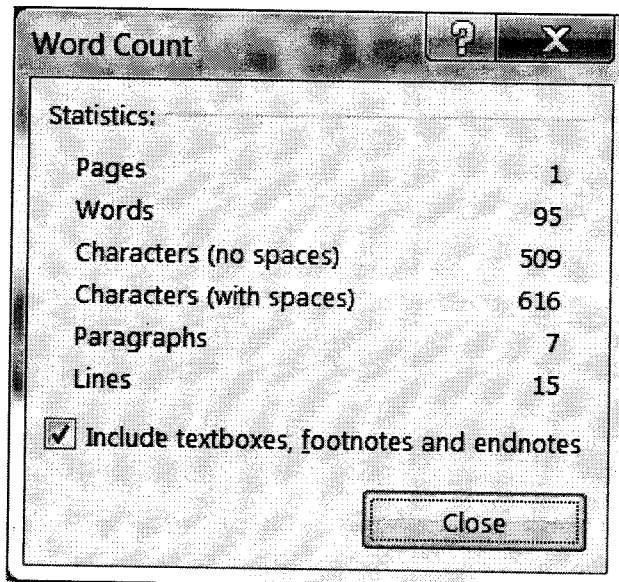 Word Count
Statistics:
Pages 1
Words 95
Characters (no spaces) 509
Characters (with spaces) 616
Paragraphs 7
Lines 15
Include textboxes, footnotes and endnotes
Close